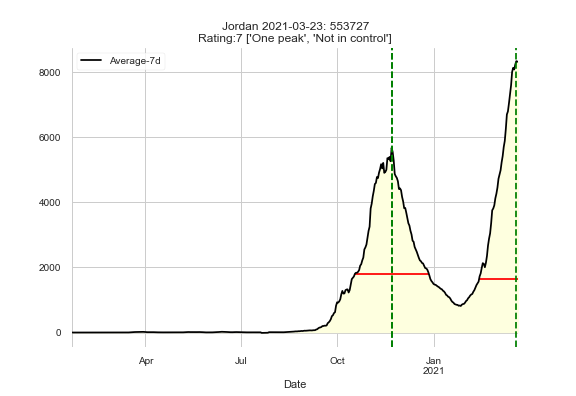 Jordan 2021-03-23: 553727
Rating:7 ['One peak', 'Not in control']
Average-7d
8000
6000
4000
2000
0
Apr
Jul
Oct
Jan
2021
Date